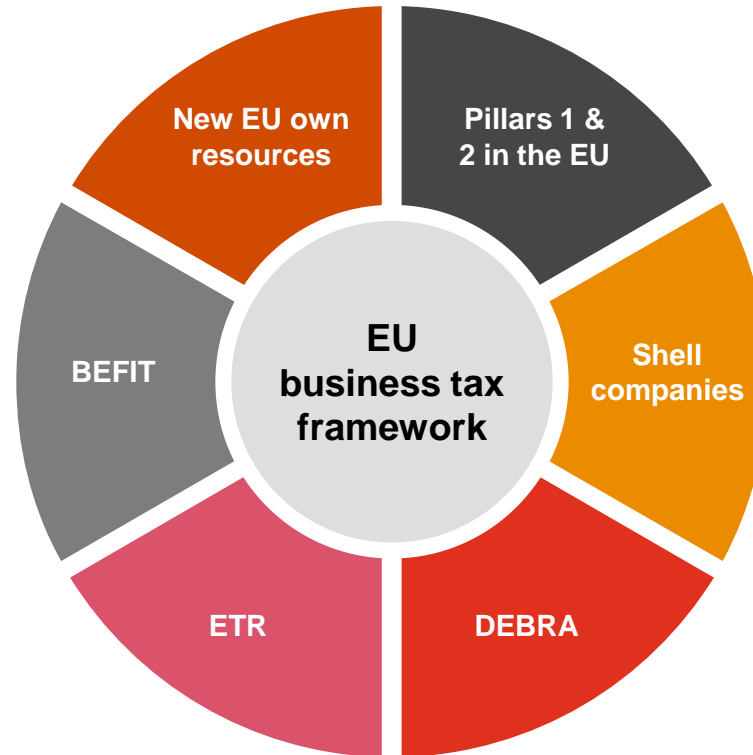 New EU own
resources
Pillars 1 &
2 in the EU
BEFIT
EU
business tax
framework
Shell
companies
ETR
DEBRA